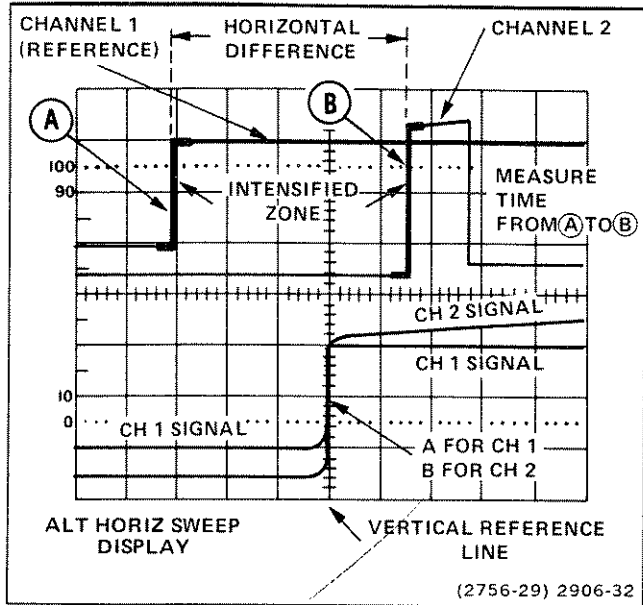 CHANNEL 1
(REFERENCE)
HORIZONTAL
DIFFERENCE
CHANNEL 2
A
B
100
90
INTENSIFIED
ZONE
MEASURE
TIME
FROM A TO B
CH 2 SIGNAL
CH 1 SIGNAL
10
0
CH 1 SIGNAL
A FOR CH 1
B FOR CH 2
ALT HORIZ SWEEP
DISPLAY
VERTICAL REFERENCE
LINE
(2756-29) 2906-32